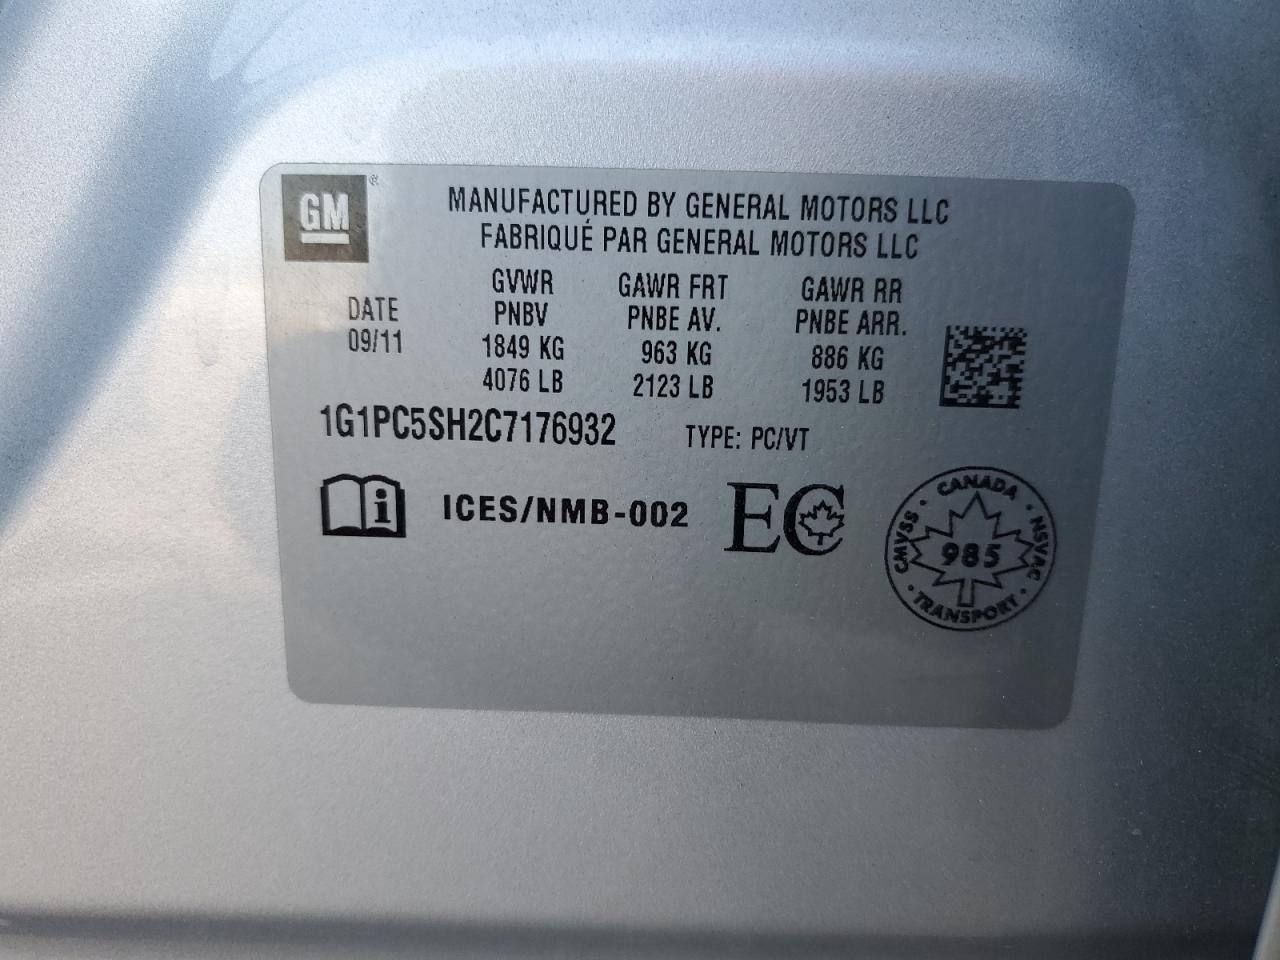 GM ®
MANUFACTURED BY GENERAL MOTORS LLC
FABRIQUÉ PAR GENERAL MOTORS LLC
DATE
09/11
GVWR
PNBV
1849 KG
4076 LB
GAWR FRT
PNBE AV.
963 KG
2123 LB
GAWR RR
PNBE ARR.
886 KG
1953 LB
1G1PC5SH2C7176932 TYPE: PC/VT
i ICES/NMB-002 EC
CANADA
CMVSS · NSVAC
985
TRANSPORT